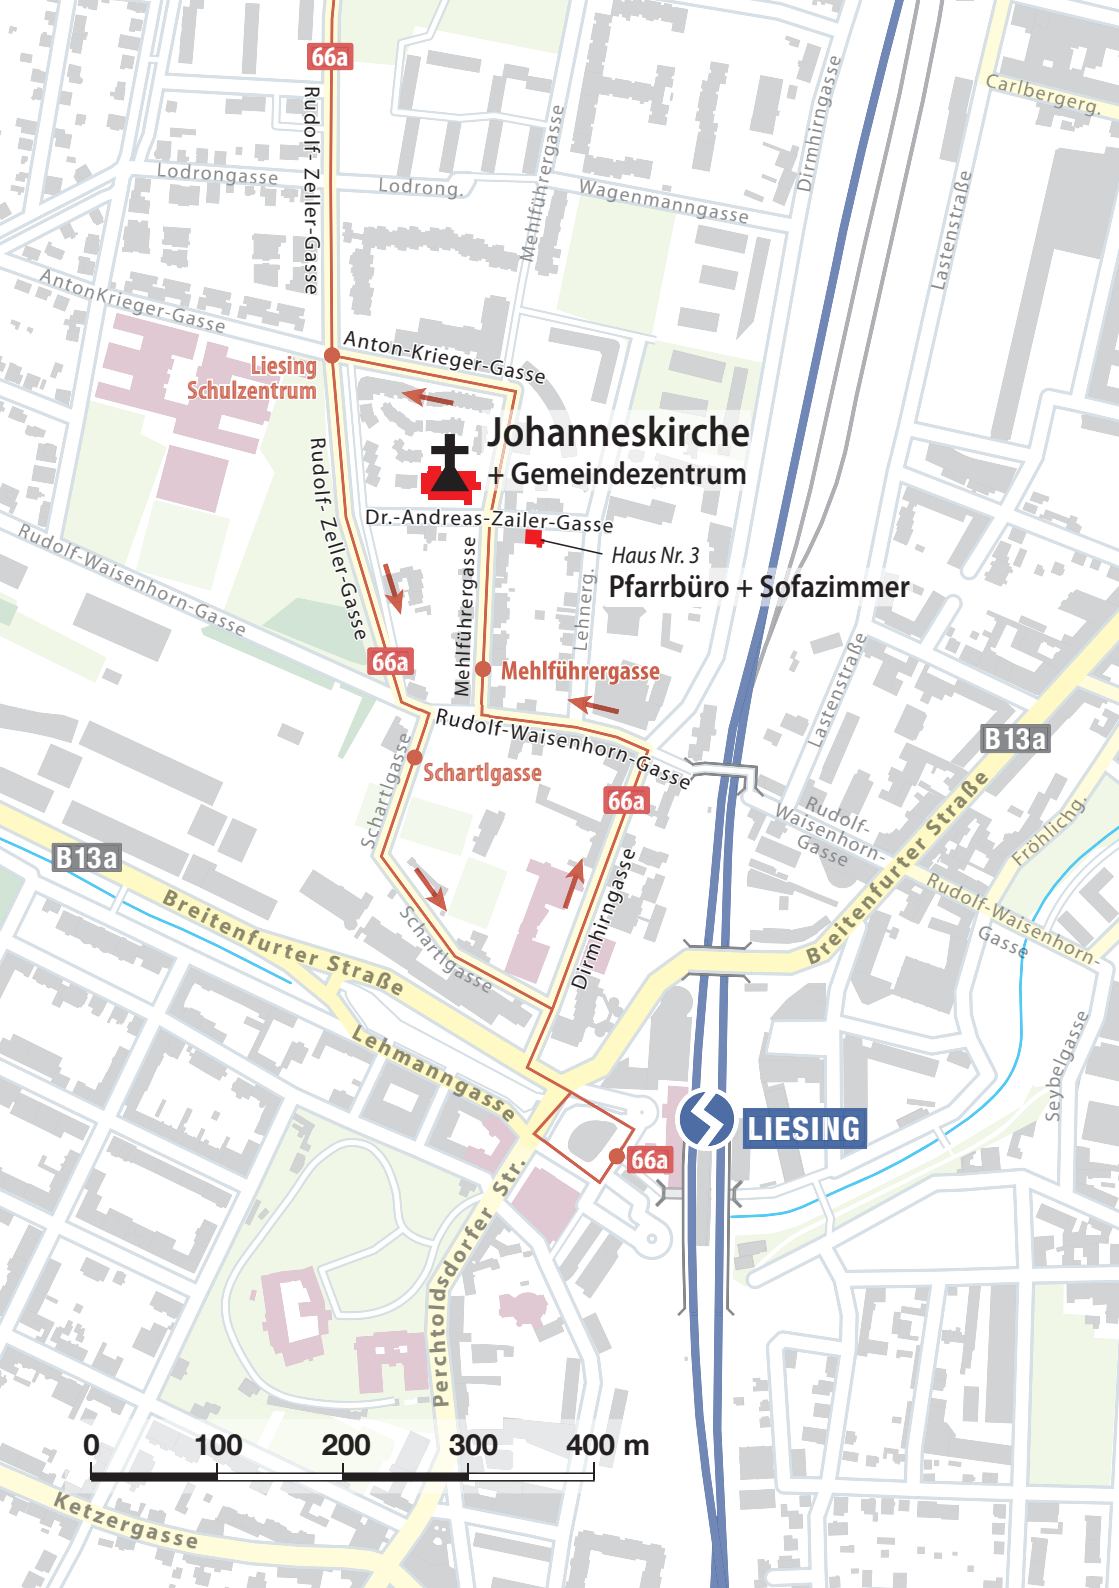 66a
Rudolf- Zeller-Gasse
Carlbergerg.
Dirmhirngasse
Mehlführergasse
Lodrongasse
Lodrong.
Wagenmanngasse
Lastenstraße
AntonKrieger-Gasse
Liesing
Schulzentrum
Anton-Krieger-Gasse
Johanneskirche
+ Gemeindezentrum
Rudolf- Zeller-Gasse
Dr.-Andreas-Zailer-Gasse
Haus Nr. 3
Pfarrbüro + Sofazimmer
Rudolf-Waisenhorn-Gasse
Mehlführergasse
Lehnerg.
66a
Mehlführergasse
Lastenstraße
Rudolf-Waisenhorn-Gasse
B13a
Schartlgasse
Schartlgasse
66a
Rudolf-
Waisenhorn-
Gasse
Fröhlichg.
B13a
Breitenfurter Straße
Breitenfurter Straße
Rudolf-Waisenhorn-
Gasse
Dirmhirngasse
Schartlgasse
Lehmanngasse
Seybelgasse
LIESING
66a
Perchtoldsdorfer Str.
0 100 200 300 400 m
Ketzergasse